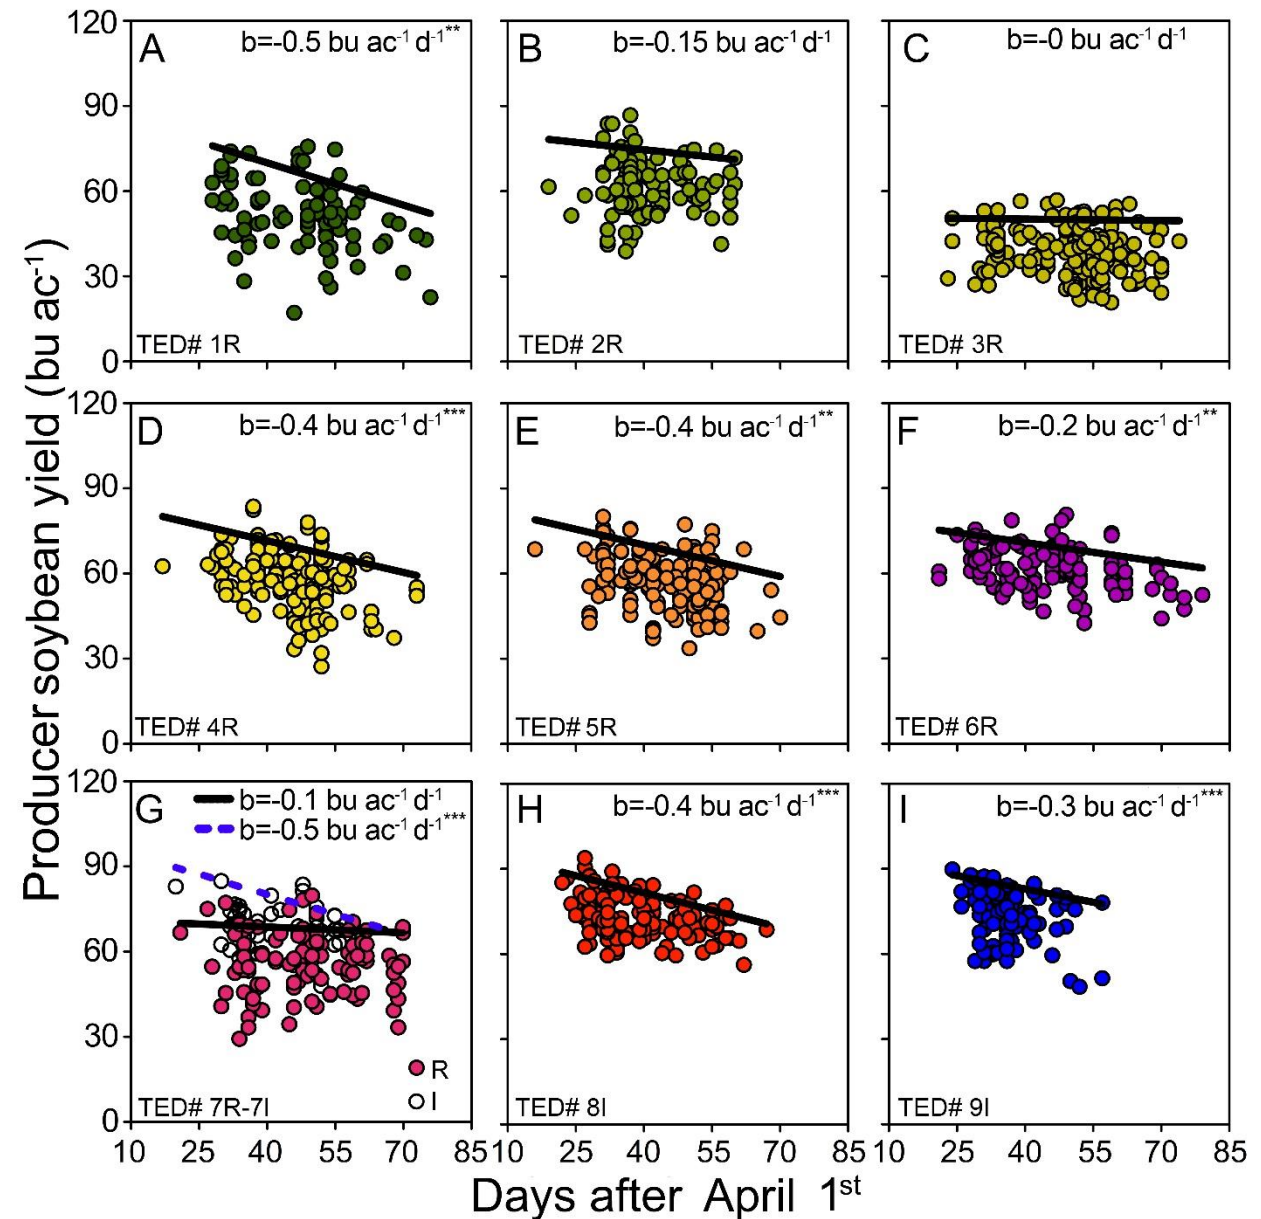 Producer soybean yield (bu ac⁻¹)
120
90
60
30
0
A
b=-0.5 bu ac⁻¹ d⁻¹**
TED# 1R
B
b=-0.15 bu ac⁻¹ d⁻¹
TED# 2R
C
b=-0 bu ac⁻¹ d⁻¹
TED# 3R
120
90
60
30
0
D
b=-0.4 bu ac⁻¹ d⁻¹***
TED# 4R
E
b=-0.4 bu ac⁻¹ d⁻¹**
TED# 5R
F
b=-0.2 bu ac⁻¹ d⁻¹**
TED# 6R
120
90
60
30
0
G
b=-0.1 bu ac⁻¹ d⁻¹
b=-0.5 bu ac⁻¹ d⁻¹***
R
I
TED# 7R-7I
H
b=-0.4 bu ac⁻¹ d⁻¹***
TED# 8I
I
b=-0.3 bu ac⁻¹ d⁻¹***
TED# 9I
10 25 40 55 70 85
10 25 40 55 70 85
10 25 40 55 70 85
Days after April 1ˢᵗ